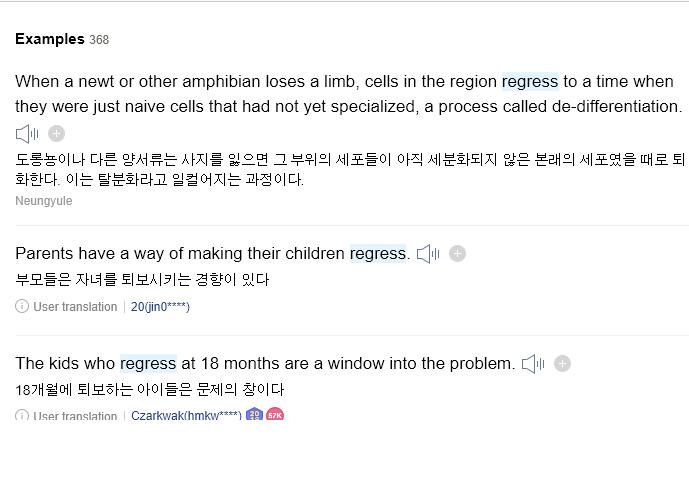 Examples 368
When a newt or other amphibian loses a limb, cells in the region regress to a time when
they were just naive cells that had not yet specialized, a process called de-differentiation.
도롱뇽이나 다른 양서류는 사지를 잃으면 그 부위의 세포들이 아직 세분화되지 않은 본래의 세포였을 때로 퇴
화한다. 이는 탈분화라고 일컬어지는 과정이다.
Neungyule
Parents have a way of making their children regress.
부모들은 자녀를 퇴보시키는 경향이 있다
User translation | 20(jin0****)
The kids who regress at 18 months are a window into the problem.
18개월에 퇴보하는 아이들은 문제의 창이다
User translation | Czarkwak(hmkw****) 57K